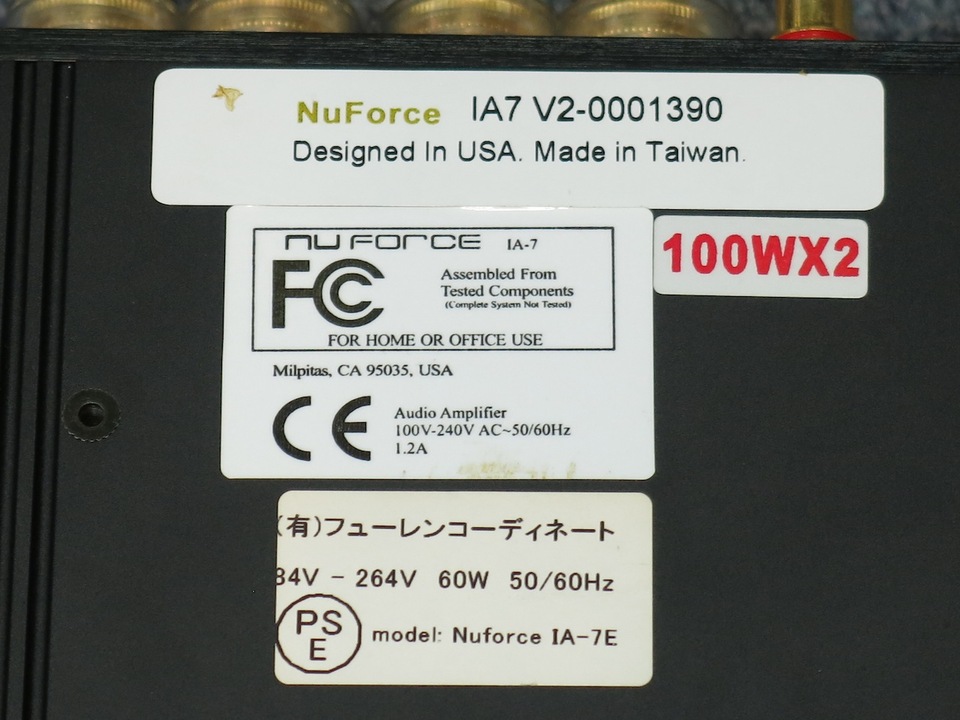 NuForce IA7 V2-0001390
Designed In USA. Made in Taiwan.
NU FORCE IA-7
FC
Assembled From
Tested Components
(Complete System Not Tested)
FOR HOME OR OFFICE USE
100WX2
Milpitas, CA 95035, USA
CE
Audio Amplifier
100V-240V AC~50/60Hz
1.2A
(有)フューレンコーディネート
84V - 264V 60W 50/60Hz
PS
E
model: Nuforce IA-7E